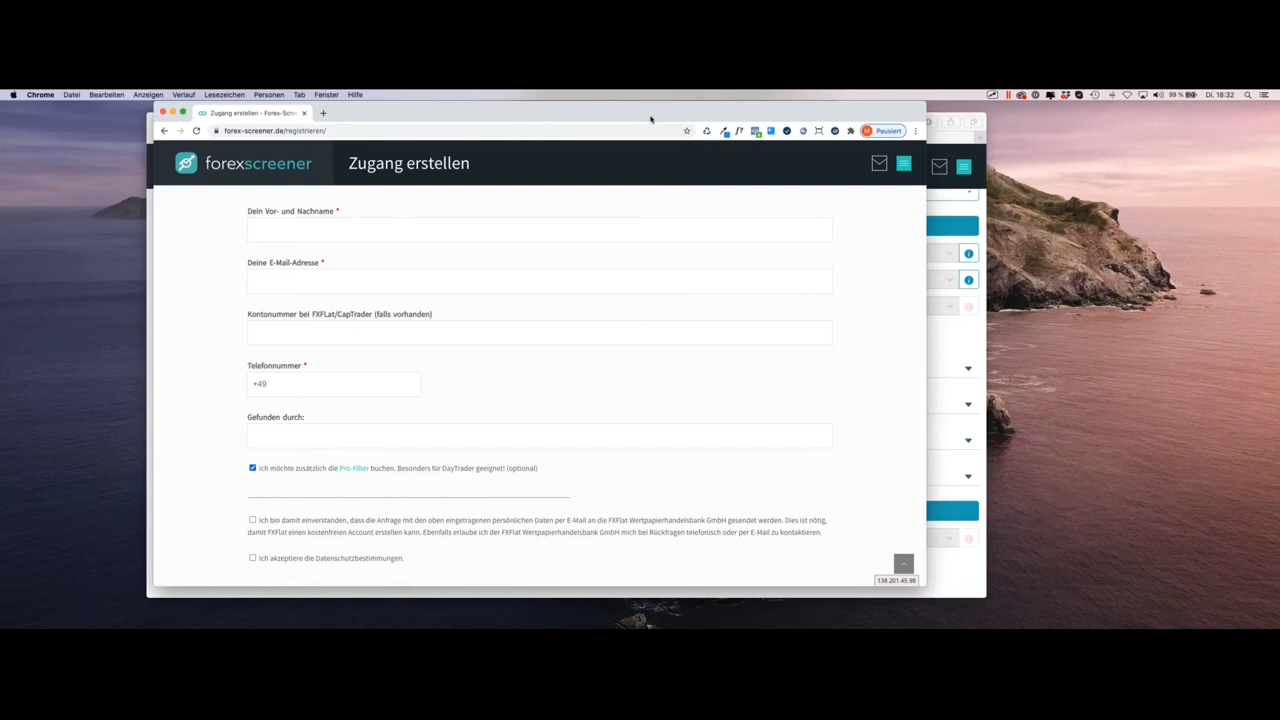 Chrome Datei Bearbeiten Anzeigen Verlauf Lesezeichen Personen Tab Fenster Hilfe
99 % Di. 18:32
Zugang erstellen – Forex-Scre
forex-screener.de/registrieren/
Pausiert
forexscreener Zugang erstellen
Dein Vor- und Nachname *
Deine E-Mail-Adresse *
Kontonummer bei FXFLat/CapTrader (falls vorhanden)
Telefonnummer *
+49
Gefunden durch:
Ich möchte zusätzlich die Pro-Filter buchen. Besonders für DayTrader geeignet! (optional)
Ich bin damit einverstanden, dass die Anfrage mit den oben eingetragenen persönlichen Daten per E-Mail an die FXFlat Wertpapierhandelsbank GmbH gesendet werden. Dies ist nötig,
damit FXFlat einen kostenfreien Account erstellen kann. Ebenfalls erlaube ich der FXFlat Wertpapierhandelsbank GmbH mich bei Rückfragen telefonisch oder per E-Mail zu kontaktieren.
Ich akzeptiere die Datenschutzbestimmungen.
138.201.45.98